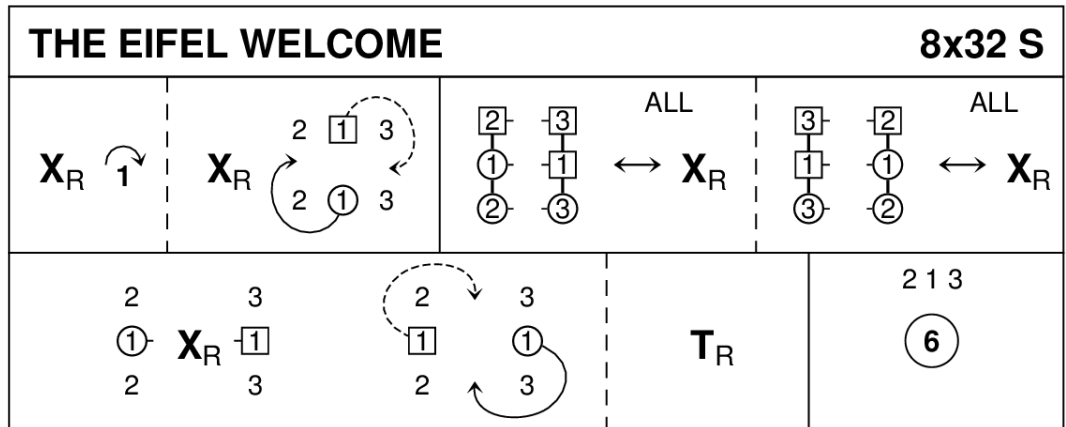 THE EIFEL WELCOME 8x32 S
ALL ALL
2 1 3 2 3 3 2
XR 1 XR 1 1 XR 1 1 XR
2 1 3 2 3 3 2
2 3 2 3 2 1 3
1 XR 1 1 1 TR 6
2 3 2 3